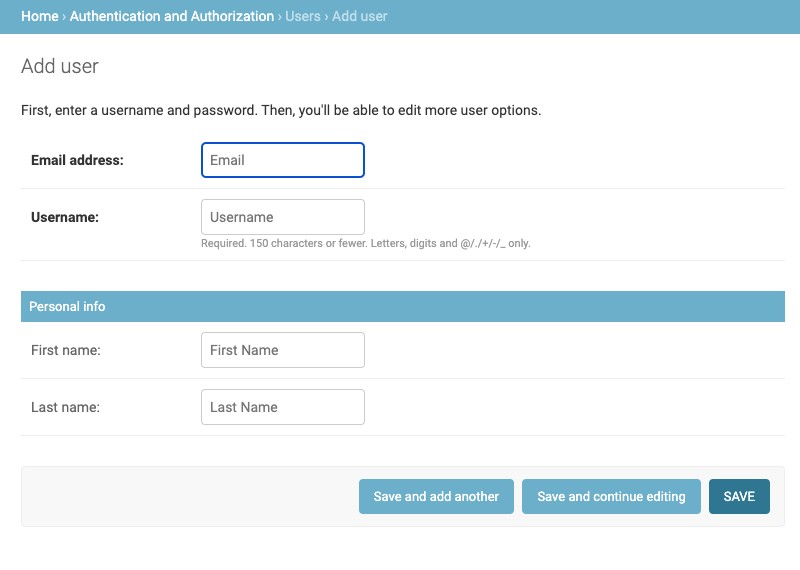 Home › Authentication and Authorization › Users › Add user
Add user
First, enter a username and password. Then, you'll be able to edit more user options.
Email address: Email
Username: Username
Required. 150 characters or fewer. Letters, digits and @/./+/-/_ only.
Personal info
First name: First Name
Last name: Last Name
Save and add another Save and continue editing SAVE